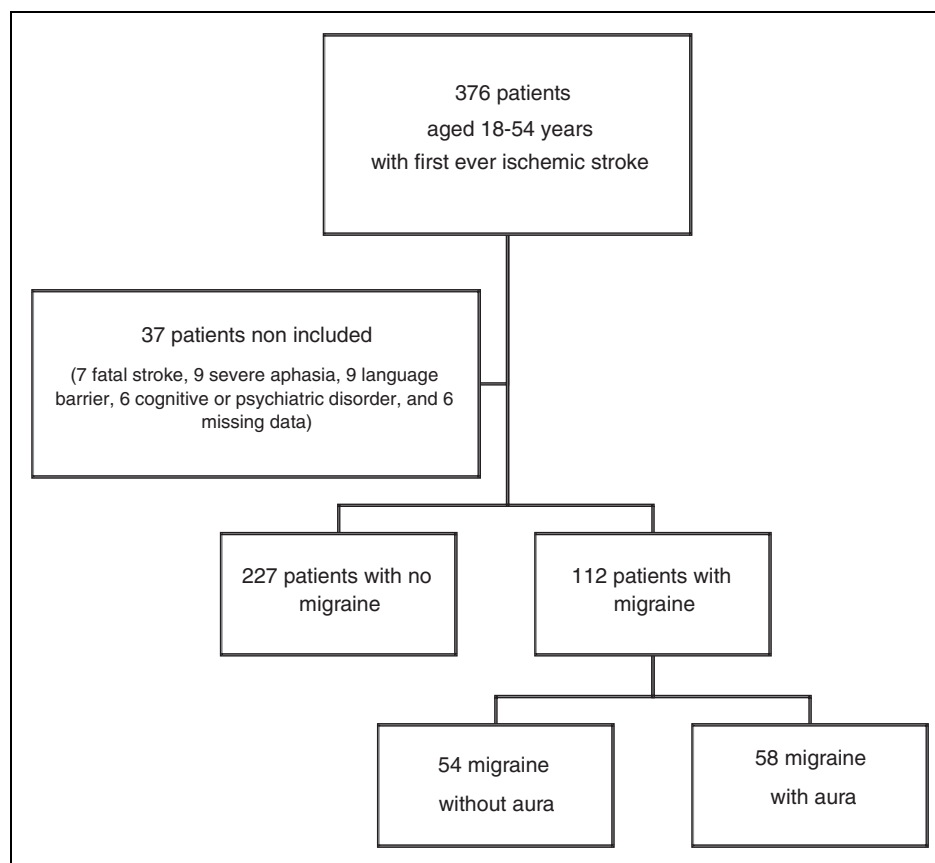 376 patients
aged 18-54 years
with first ever ischemic stroke
37 patients non included
(7 fatal stroke, 9 severe aphasia, 9 language
barrier, 6 cognitive or psychiatric disorder, and 6
missing data)
227 patients with no
migraine
112 patients with
migraine
54 migraine
without aura
58 migraine
with aura